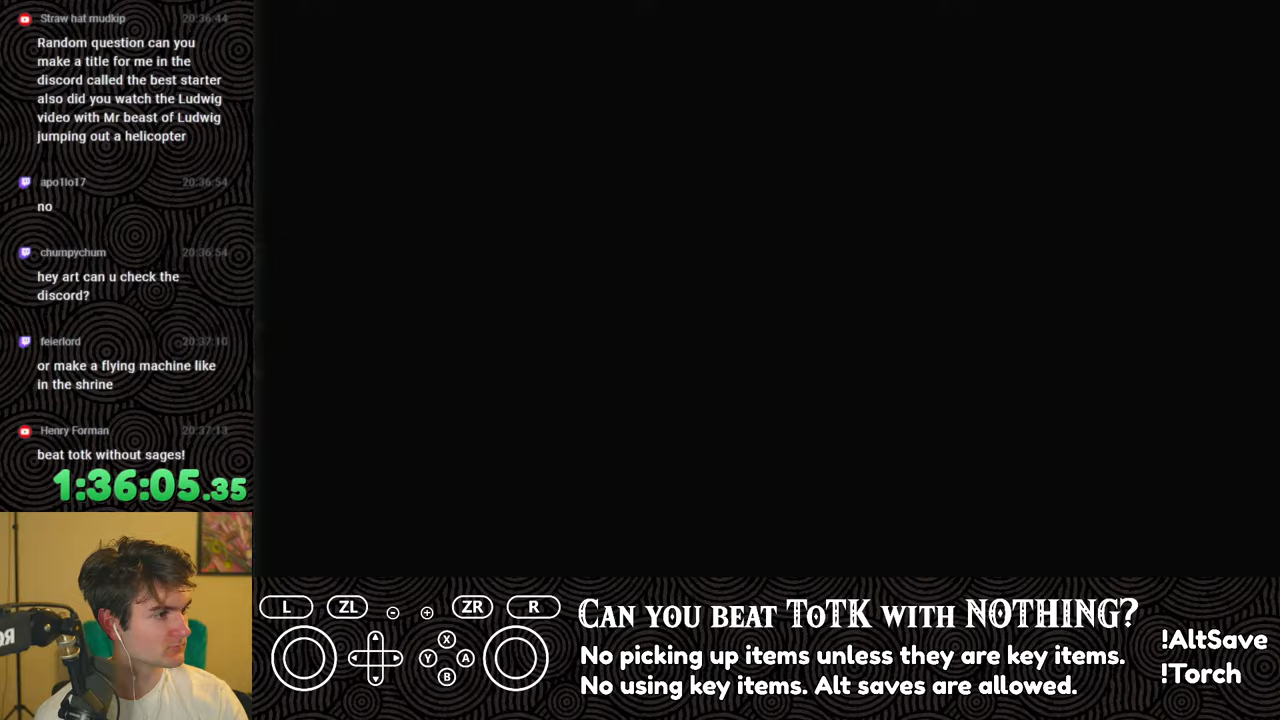 Straw hat mudkip 20:36:44
Random question can you
make a title for me in the
discord called the best starter
also did you watch the Ludwig
video with Mr beast of Ludwig
jumping out a helicopter
apo1lo17 20:36:54
no
chumpychum 20:36:54
hey art can u check the
discord?
feierlord 20:37:10
or make a flying machine like
in the shrine
Henry Forman 20:37:13
beat totk without sages!
1:36:05.35
L ZL ZR R
X
Y A
B
CAN YOU BEAT TOTK WITH NOTHING?
No picking up items unless they are key items.
No using key items. Alt saves are allowed.
!AltSave
!Torch